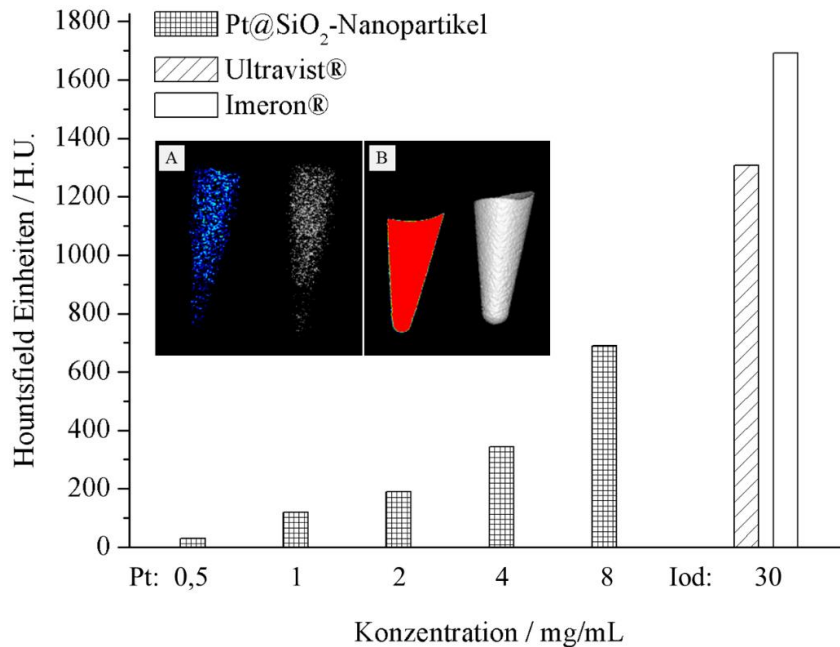 1800
1600
1400
1200
1000
800
600
400
200
0
Hountsfield Einheiten / H.U.
Pt@SiO₂-Nanopartikel
Ultravist®
Imeron®
A
B
Pt: 0,5 1 2 4 8 Iod: 30
Konzentration / mg/mL